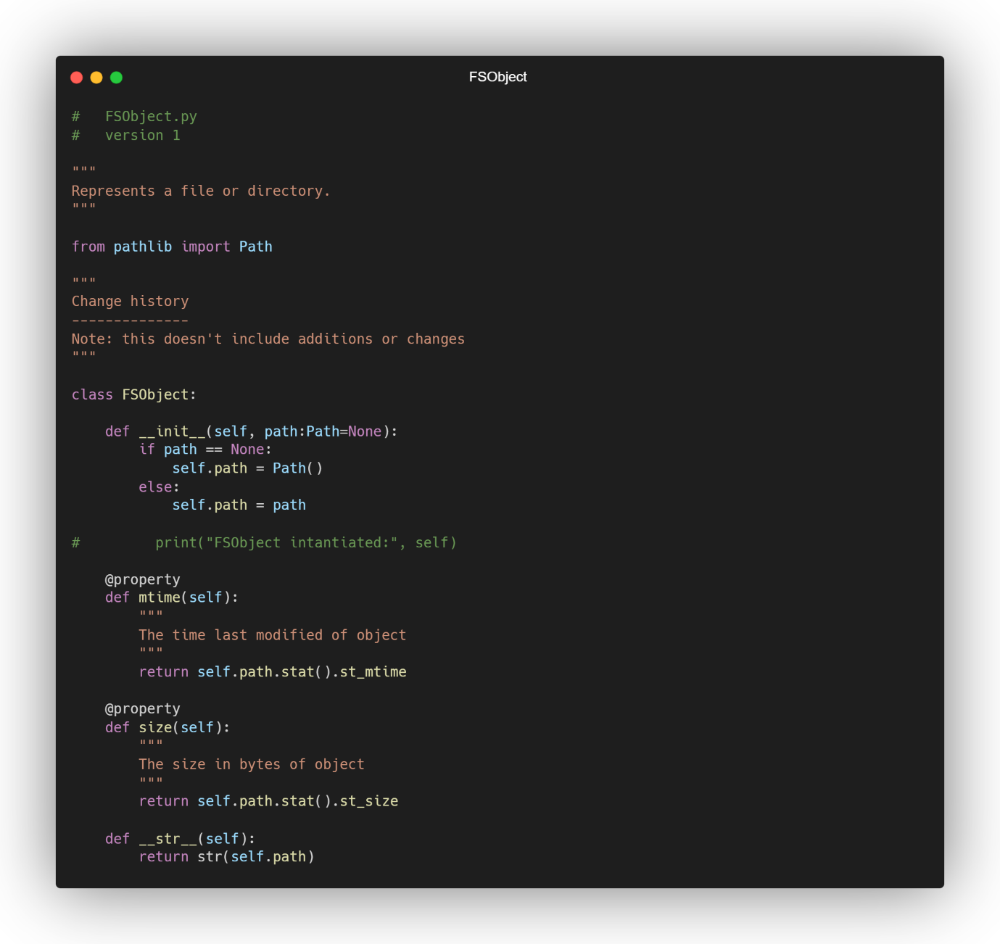 FSObject
#   FSObject.py
#   version 1
"""
Represents a file or directory.
"""
from pathlib import Path
"""
Change history
--------------
Note: this doesn't include additions or changes
"""
class FSObject:
    def __init__(self, path:Path=None):
        if path == None:
            self.path = Path()
        else:
            self.path = path
#         print("FSObject intantiated:", self)
    @property
    def mtime(self):
        """
        The time last modified of object
        """
        return self.path.stat().st_mtime
    @property
    def size(self):
        """
        The size in bytes of object
        """
        return self.path.stat().st_size
    def __str__(self):
        return str(self.path)